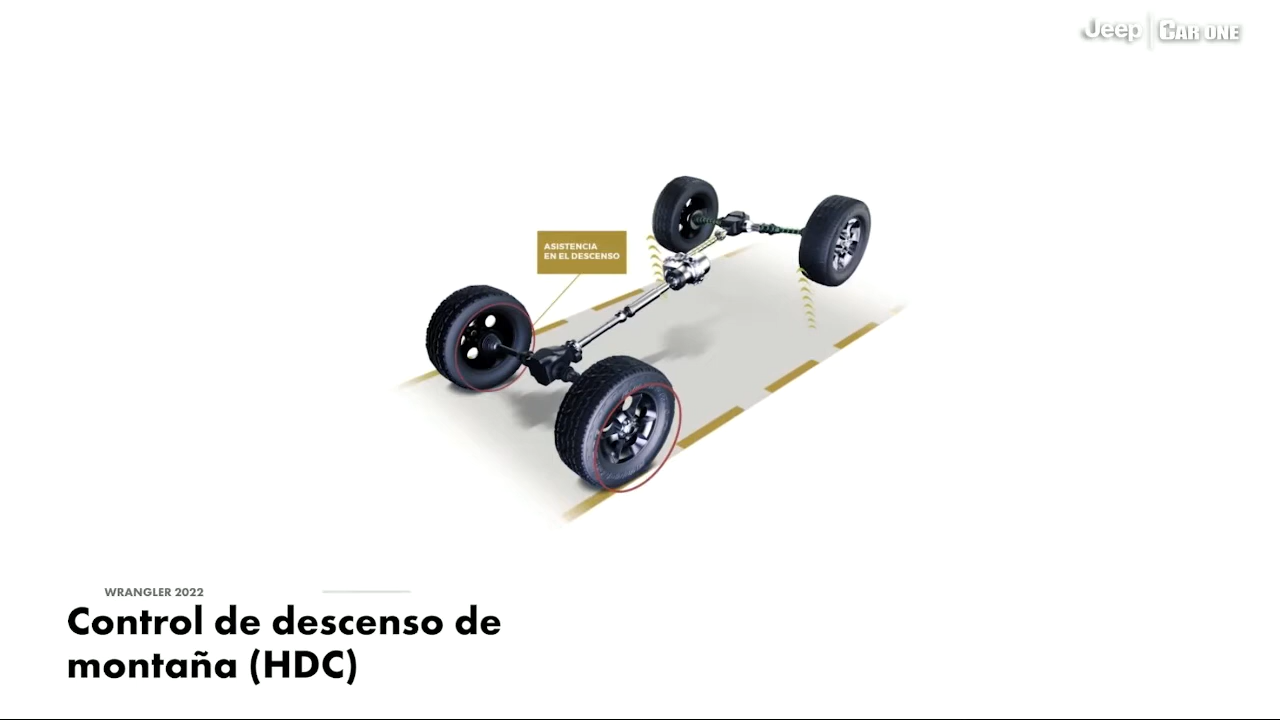 Jeep | CAR ONE
ASISTENCIA
EN EL DESCENSO
WRANGLER 2022
Control de descenso de
montaña (HDC)